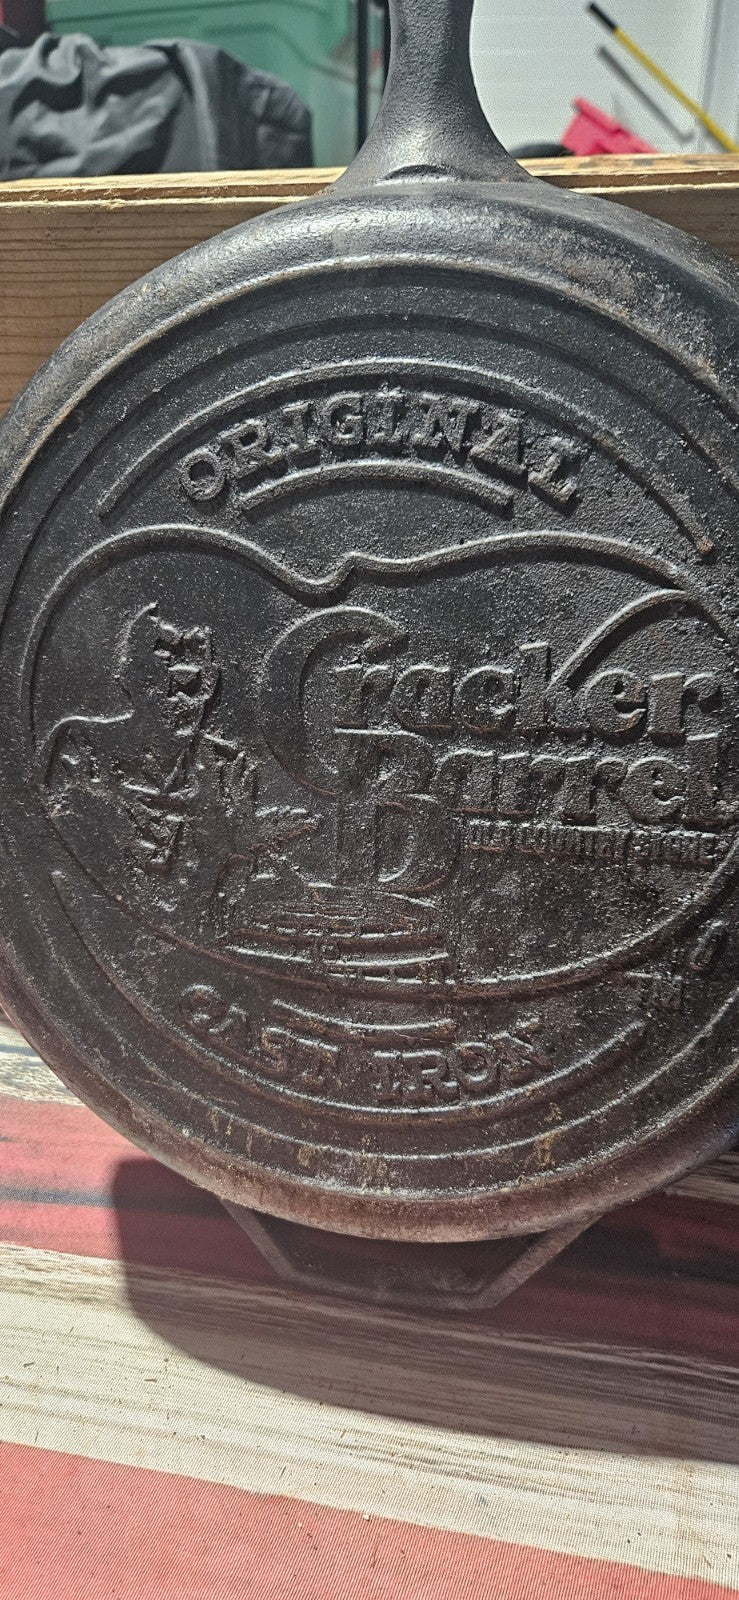 ORIGINAL
Cracker
Barrel
OLD COUNTRY STORE
TM
CAST IRON